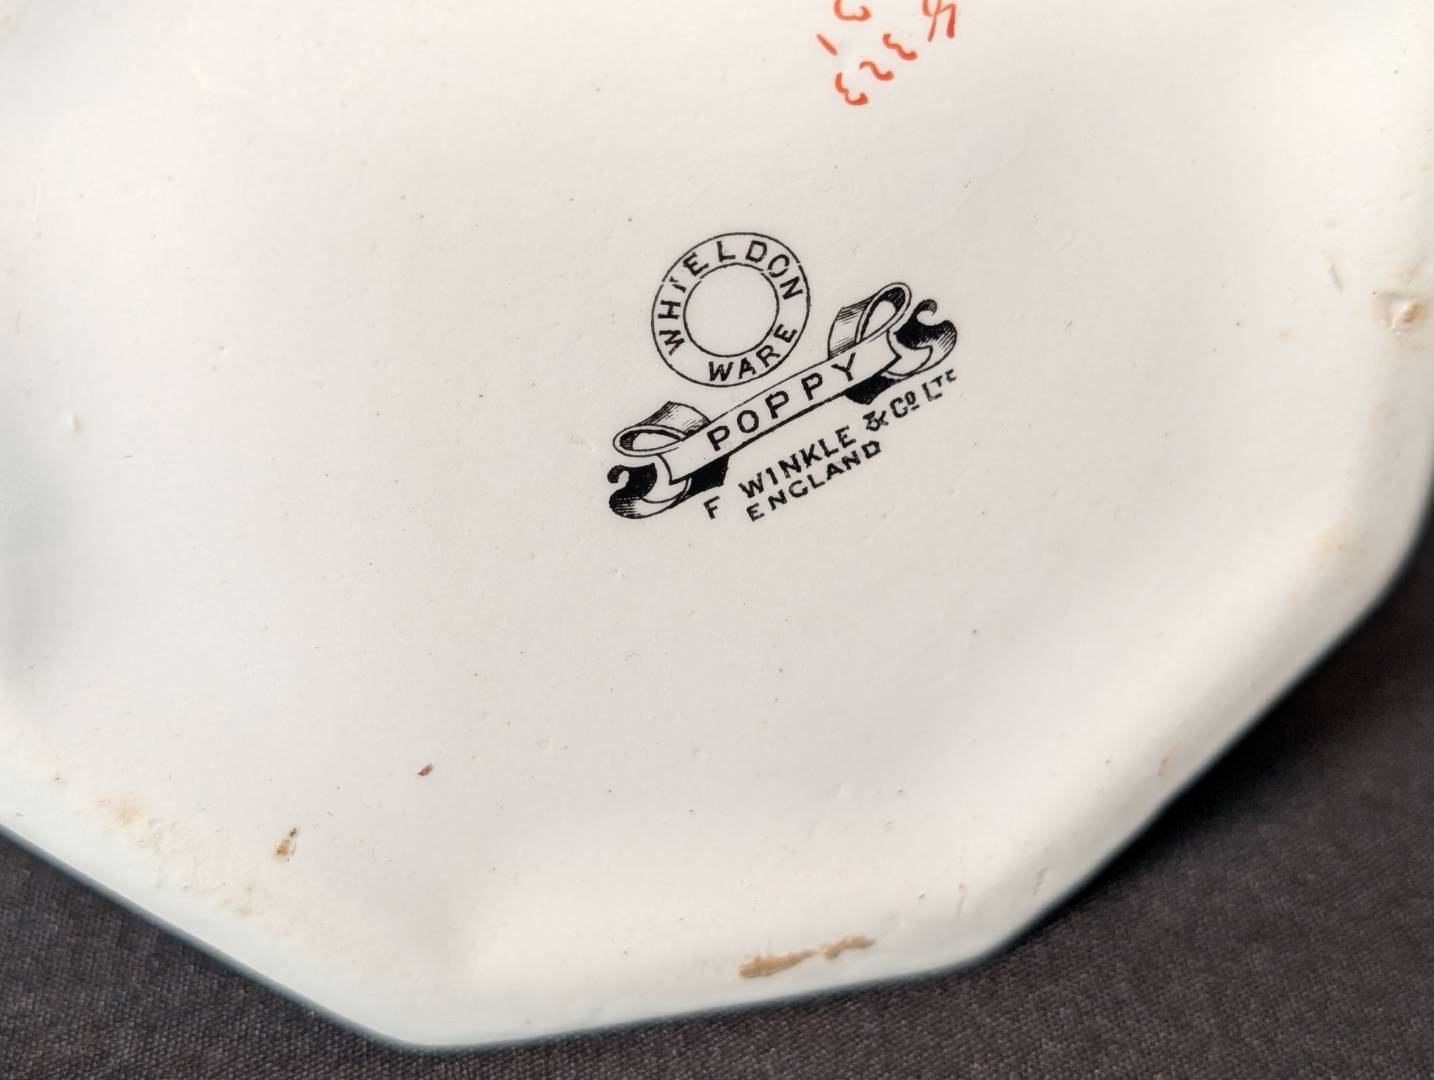 WHIELDON
WARE
POPPY
F WINKLE & Cº LTD
ENGLAND